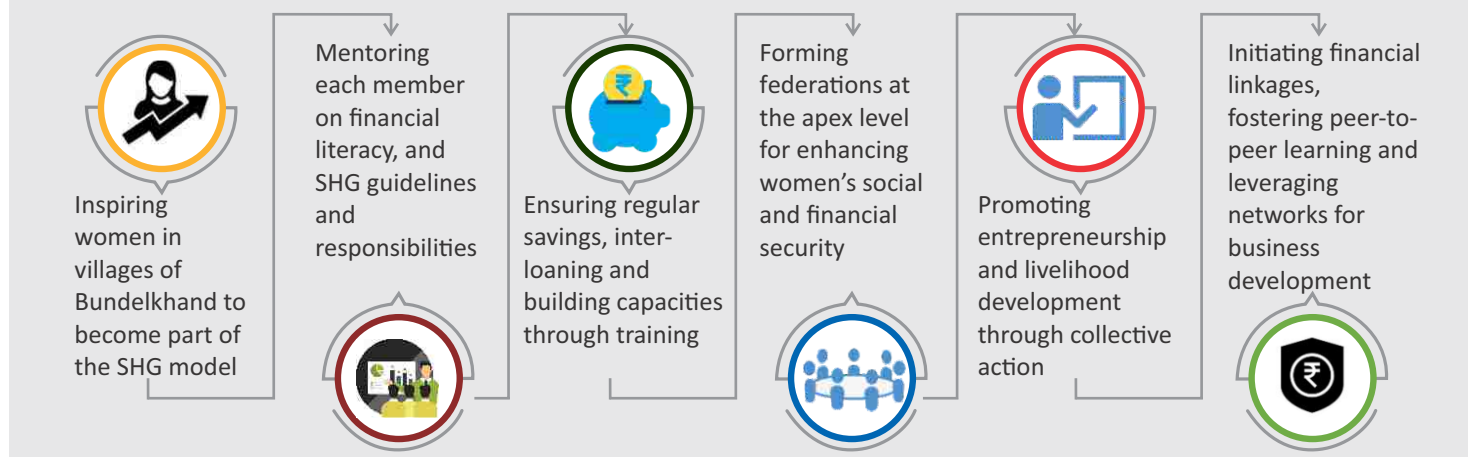 Inspiring
women in
villages of
Bundelkhand to
become part of
the SHG model
Mentoring
each member
on financial
literacy, and
SHG guidelines
and
responsibilities
₹
Ensuring regular
savings, inter-
loaning and
building capacities
through training
Forming
federations at
the apex level
for enhancing
women’s social
and financial
security
Promoting
entrepreneurship
and livelihood
development
through collective
action
Initiating financial
linkages,
fostering peer-to-
peer learning and
leveraging
networks for
business
development
₹